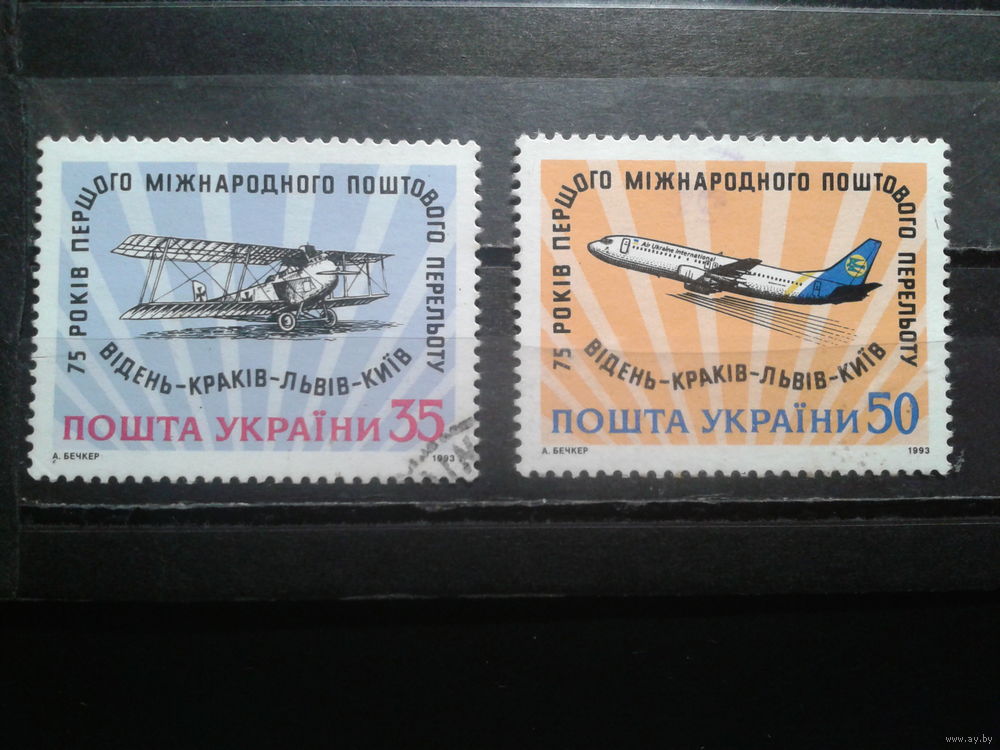 75 РОКІВ ПЕРШОГО МІЖНАРОДНОГО ПОШТОВОГО ПЕРЕЛЬОТУ
ВІДЕНЬ-КРАКІВ-ЛЬВІВ-КИЇВ
ПОШТА УКРАЇНИ 35
А. БЕЧКЕР
1993
75 РОКІВ ПЕРШОГО МІЖНАРОДНОГО ПОШТОВОГО ПЕРЕЛЬОТУ
Air Ukraine International
ВІДЕНЬ-КРАКІВ-ЛЬВІВ-КИЇВ
ПОШТА УКРАЇНИ 50
А. БЕЧКЕР
1993
www.ay.by